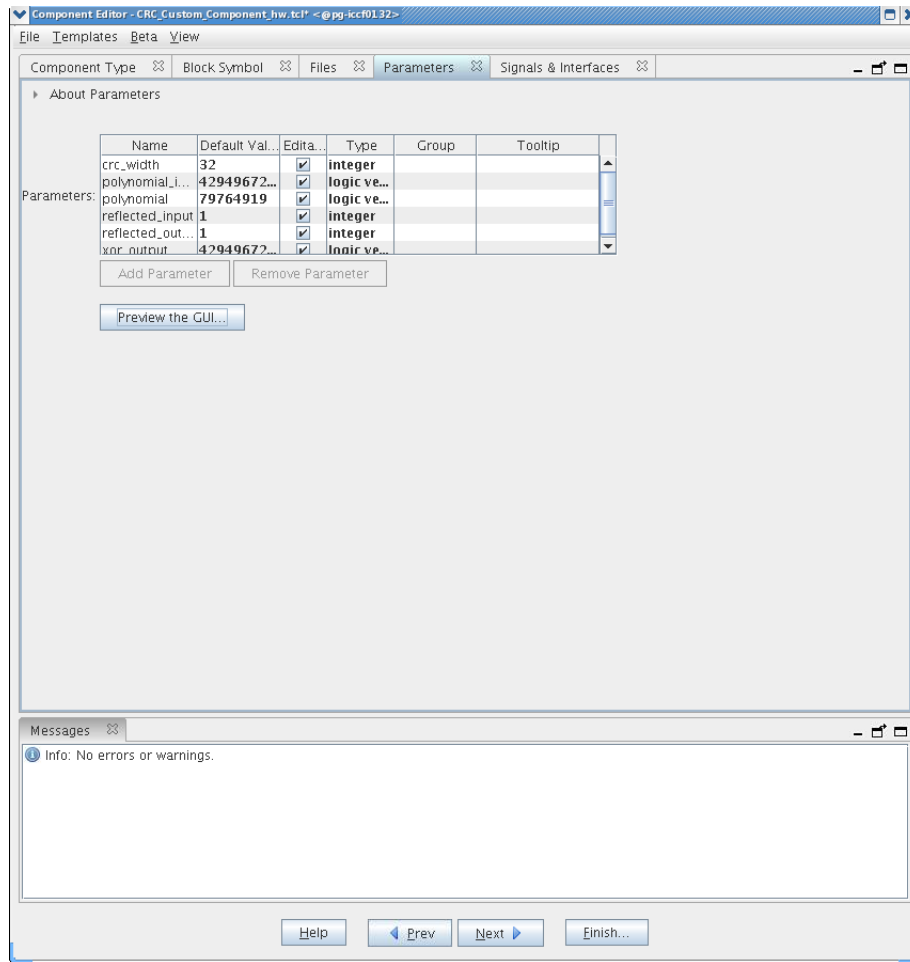 Component Editor - CRC_Custom_Component_hw.tcl* <@pg-iccf0132>
File Templates Beta View
Component Type Block Symbol Files Parameters Signals & Interfaces
About Parameters
Name Default Val... Edita... Type Group Tooltip
crc_width 32 integer
polynomial_i... 42949672... logic ve...
Parameters: polynomial 79764919 logic ve...
reflected_input 1 integer
reflected_out... 1 integer
xor_output 42949672... logic ve...
Add Parameter Remove Parameter
Preview the GUI...
Messages
Info: No errors or warnings.
Help Prev Next Finish...